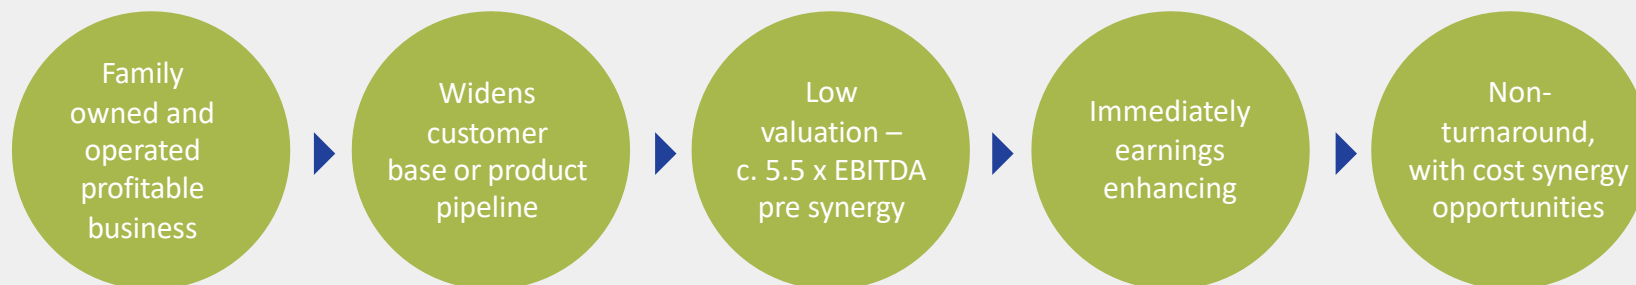 Family
owned and
operated
profitable
business
Widens
customer
base or product
pipeline
Low
valuation –
c. 5.5 x EBITDA
pre synergy
Immediately
earnings
enhancing
Non-
turnaround,
with cost synergy
opportunities